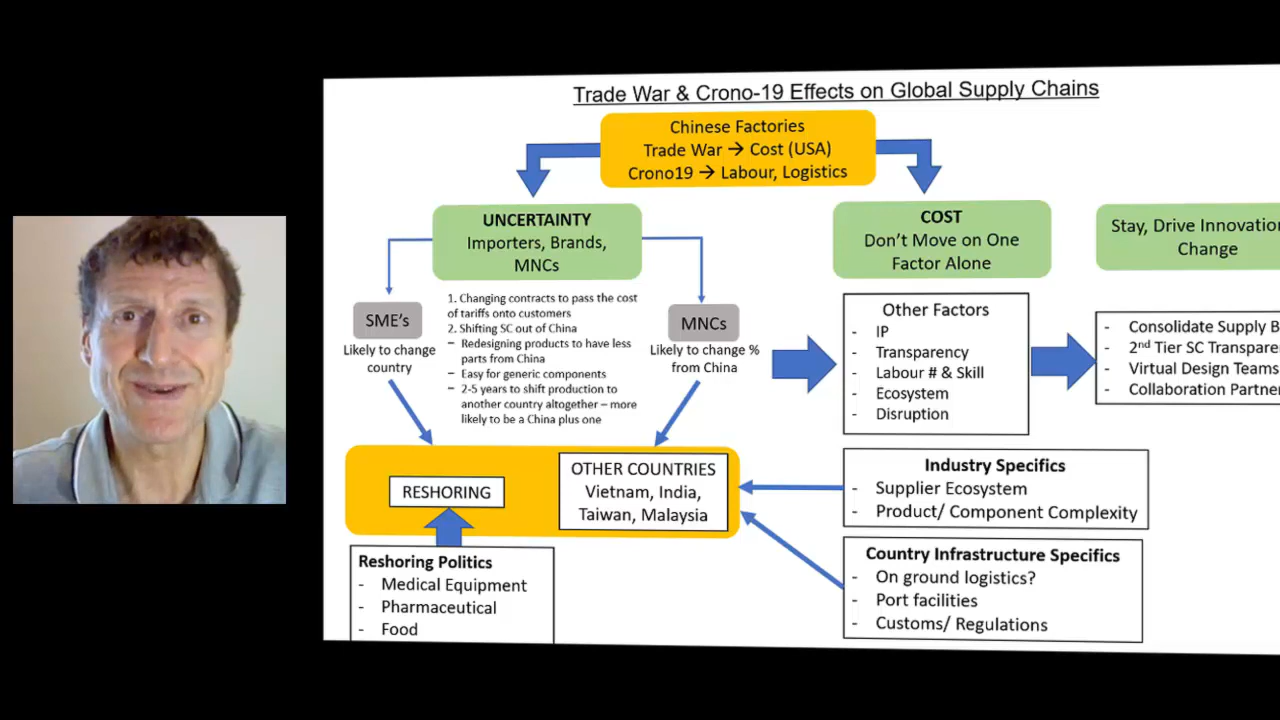 Trade War & Crono-19 Effects on Global Supply Chains
Chinese Factories
Trade War → Cost (USA)
Crono19 → Labour, Logistics
UNCERTAINTY
Importers, Brands,
MNCs
COST
Don't Move on One
Factor Alone
Stay, Drive
Change
SME's
Likely to change
country
1. Changing contracts to pass the cost
of tariffs onto customers
2. Shifting SC out of China
– Redesigning products to have less
parts from China
– Easy for generic components
– 2-5 years to shift production to
another country altogether – more
likely to be a China plus one
MNCs
Likely to change %
from China
Other Factors
- IP
- Transparency
- Labour # & Skill
- Ecosystem
- Disruption
- Consolidate Supply
- 2nd Tier SC
- Virtual Design Teams
- Collaboration
RESHORING
OTHER COUNTRIES
Vietnam, India,
Taiwan, Malaysia
Industry Specifics
- Supplier Ecosystem
- Product/ Component Complexity
Reshoring Politics
- Medical Equipment
- Pharmaceutical
- Food
Country Infrastructure Specifics
- On ground logistics?
- Port facilities
- Customs/ Regulations